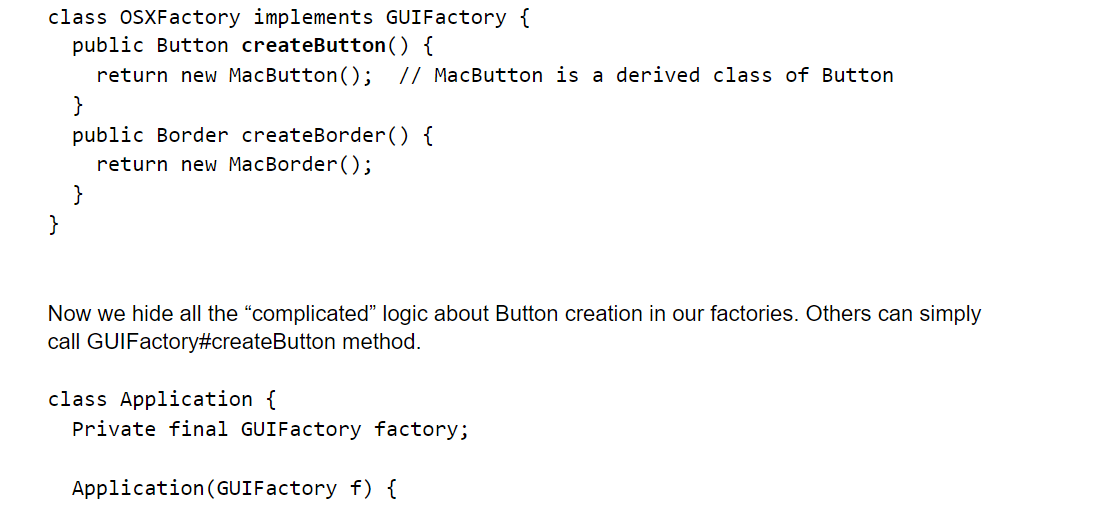 class OSXFactory implements GUIFactory {
  public Button createButton() {
    return new MacButton();  // MacButton is a derived class of Button
  }
  public Border createBorder() {
    return new MacBorder();
  }
}
Now we hide all the “complicated” logic about Button creation in our factories. Others can simply
call GUIFactory#createButton method.
class Application {
  Private final GUIFactory factory;
  Application(GUIFactory f) {